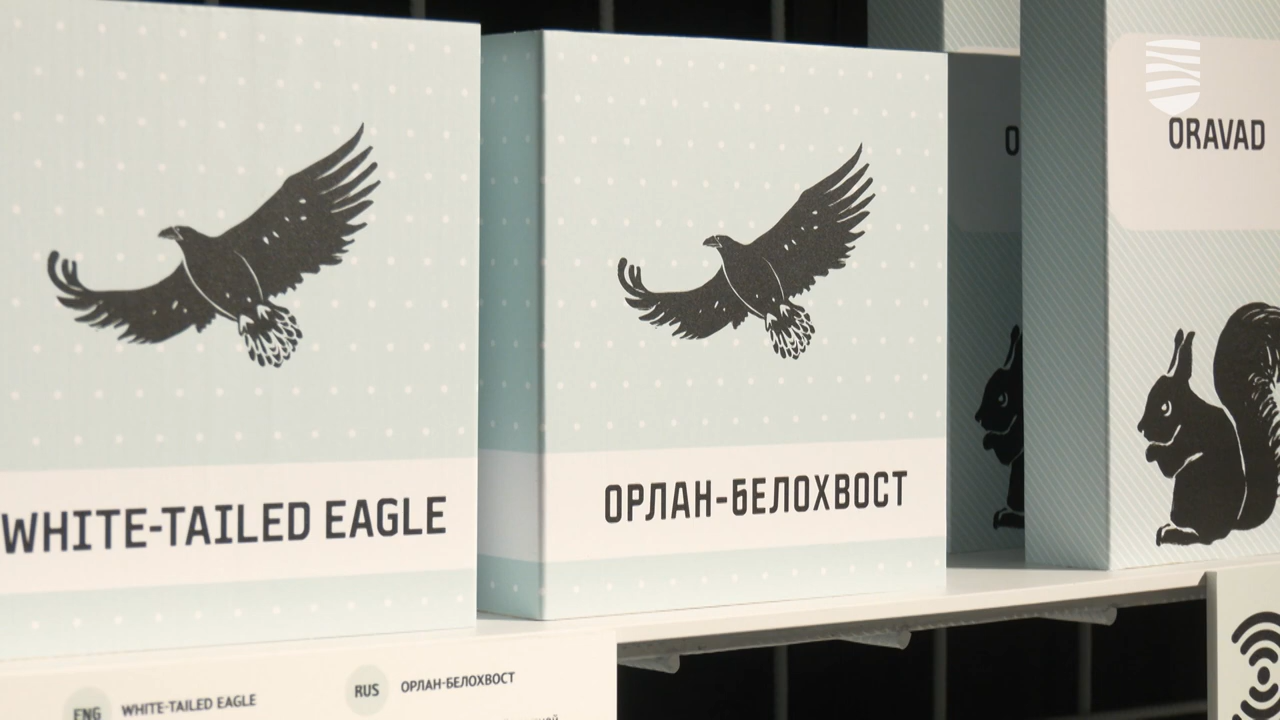 WHITE-TAILED EAGLE
ОРЛАН-БЕЛОХВОСТ
ORAVAD
ENG WHITE-TAILED EAGLE
RUS ОРЛАН-БЕЛОХВОСТ